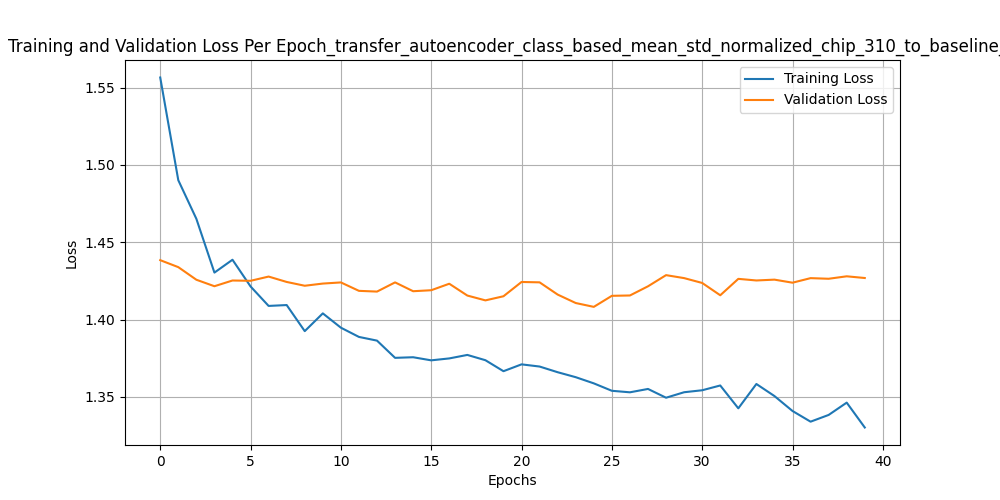 Training and Validation Loss Per Epoch_transfer_autoencoder_class_based_mean_std_normalized_chip_310_to_baseline_
Training Loss
Validation Loss
1.55
1.50
1.45
1.40
1.35
Loss
0 5 10 15 20 25 30 35 40
Epochs